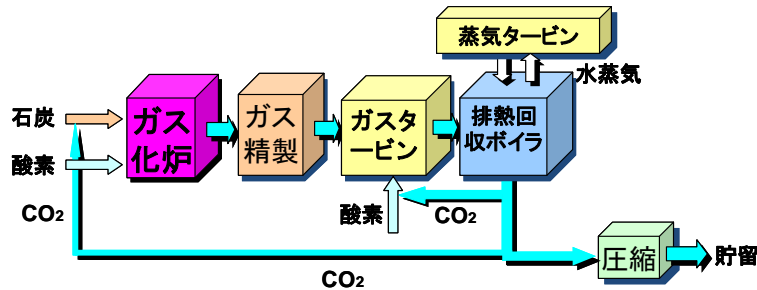 蒸気タービン
水蒸気
石炭
酸素
ガス
化炉
ガス
精製
ガスタ
ービン
排熱回
収ボイラ
CO2
酸素
CO2
CO2
圧縮
貯留